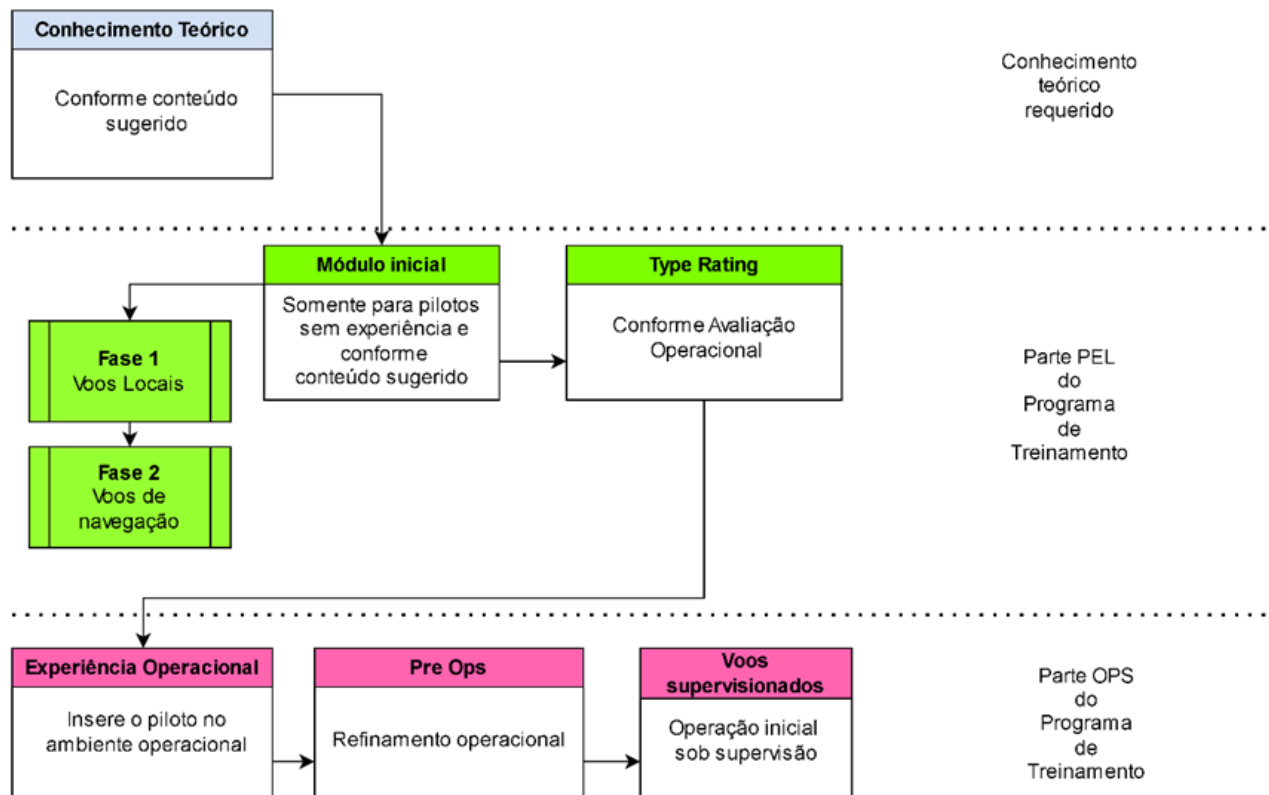 Conhecimento Teórico
Conforme conteúdo
sugerido
Conhecimento
teórico
requerido
Módulo inicial
Somente para pilotos
sem experiência e
conforme
conteúdo sugerido
Type Rating
Conforme Avaliação
Operacional
Fase 1
Voos Locais
Fase 2
Voos de
navegação
Parte PEL
do
Programa
de
Treinamento
Experiência Operacional
Insere o piloto no
ambiente operacional
Pre Ops
Refinamento operacional
Voos
supervisionados
Operação inicial
sob supervisão
Parte OPS
do
Programa
de
Treinamento